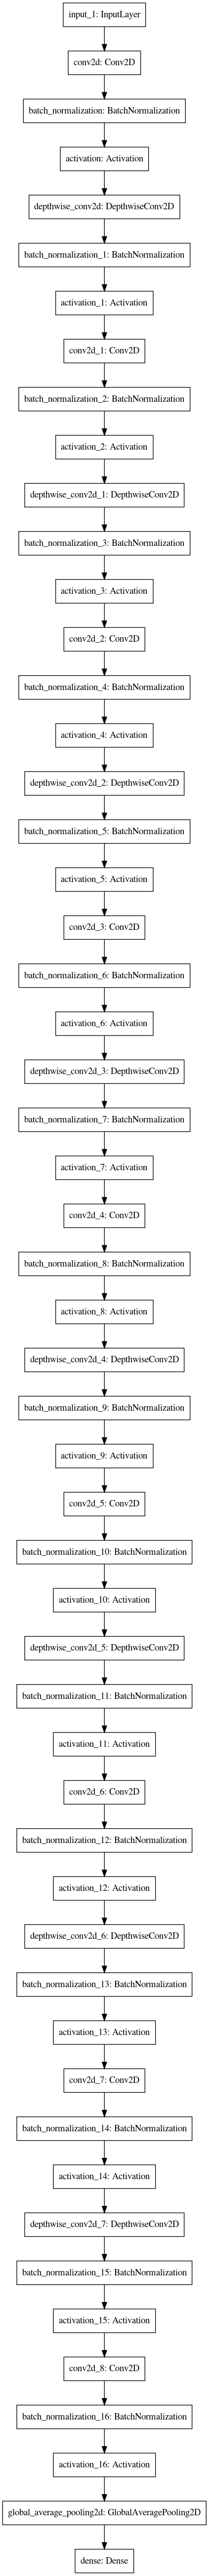 input_1: InputLayer
conv2d: Conv2D
batch_normalization: BatchNormalization
activation: Activation
depthwise_conv2d: DepthwiseConv2D
batch_normalization_1: BatchNormalization
activation_1: Activation
conv2d_1: Conv2D
batch_normalization_2: BatchNormalization
activation_2: Activation
depthwise_conv2d_1: DepthwiseConv2D
batch_normalization_3: BatchNormalization
activation_3: Activation
conv2d_2: Conv2D
batch_normalization_4: BatchNormalization
activation_4: Activation
depthwise_conv2d_2: DepthwiseConv2D
batch_normalization_5: BatchNormalization
activation_5: Activation
conv2d_3: Conv2D
batch_normalization_6: BatchNormalization
activation_6: Activation
depthwise_conv2d_3: DepthwiseConv2D
batch_normalization_7: BatchNormalization
activation_7: Activation
conv2d_4: Conv2D
batch_normalization_8: BatchNormalization
activation_8: Activation
depthwise_conv2d_4: DepthwiseConv2D
batch_normalization_9: BatchNormalization
activation_9: Activation
conv2d_5: Conv2D
batch_normalization_10: BatchNormalization
activation_10: Activation
depthwise_conv2d_5: DepthwiseConv2D
batch_normalization_11: BatchNormalization
activation_11: Activation
conv2d_6: Conv2D
batch_normalization_12: BatchNormalization
activation_12: Activation
depthwise_conv2d_6: DepthwiseConv2D
batch_normalization_13: BatchNormalization
activation_13: Activation
conv2d_7: Conv2D
batch_normalization_14: BatchNormalization
activation_14: Activation
depthwise_conv2d_7: DepthwiseConv2D
batch_normalization_15: BatchNormalization
activation_15: Activation
conv2d_8: Conv2D
batch_normalization_16: BatchNormalization
activation_16: Activation
global_average_pooling2d: GlobalAveragePooling2D
dense: Dense